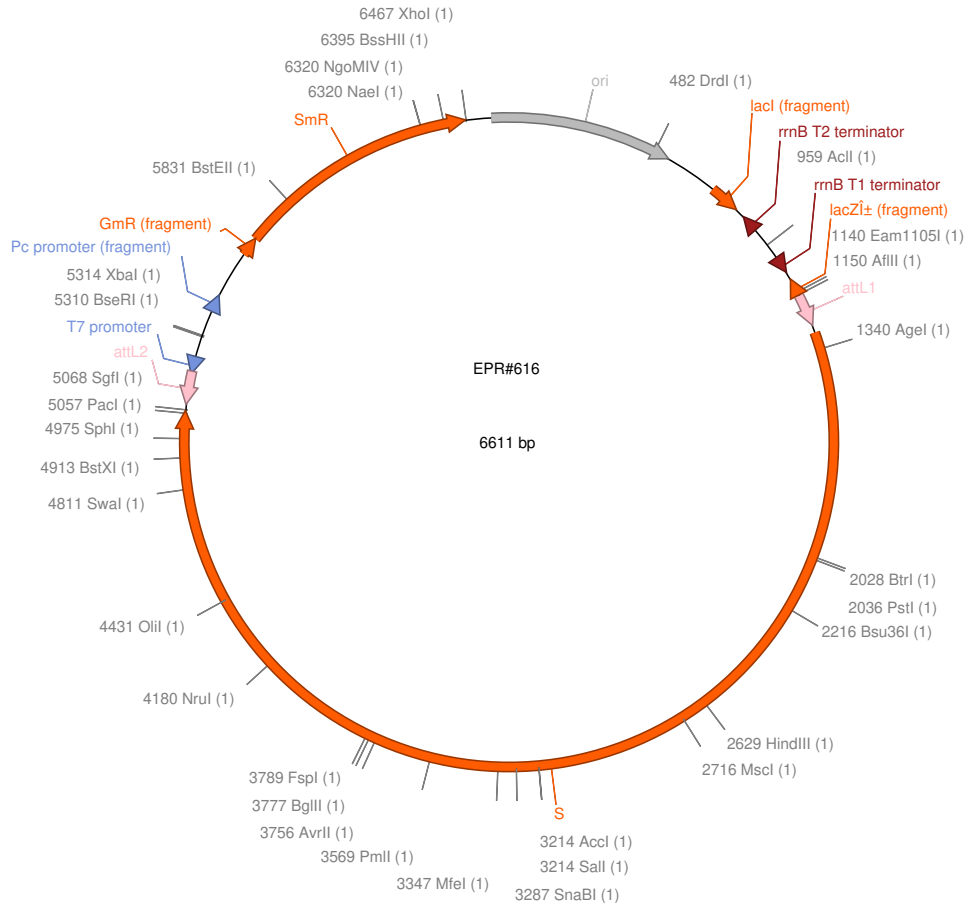 6467 XhoI (1)
6395 BssHII (1)
6320 NgoMIV (1)
6320 NaeI (1)
SmR
5831 BstEII (1)
GmR (fragment)
Pc promoter (fragment)
5314 XbaI (1)
5310 BseRI (1)
T7 promoter
attL2
5068 SgfI (1)
5057 PacI (1)
4975 SphI (1)
4913 BstXI (1)
4811 SwaI (1)
4431 OliI (1)
4180 NruI (1)
3789 FspI (1)
3777 BglII (1)
3756 AvrII (1)
3569 PmlI (1)
3347 MfeI (1)
ori
482 DrdI (1)
lacI (fragment)
rrnB T2 terminator
959 AclI (1)
rrnB T1 terminator
lacZÎ± (fragment)
1140 Eam1105I (1)
1150 AflII (1)
attL1
1340 AgeI (1)
EPR#616
6611 bp
2028 BtrI (1)
2036 PstI (1)
2216 Bsu36I (1)
2629 HindIII (1)
2716 MscI (1)
S
3214 AccI (1)
3214 SalI (1)
3287 SnaBI (1)